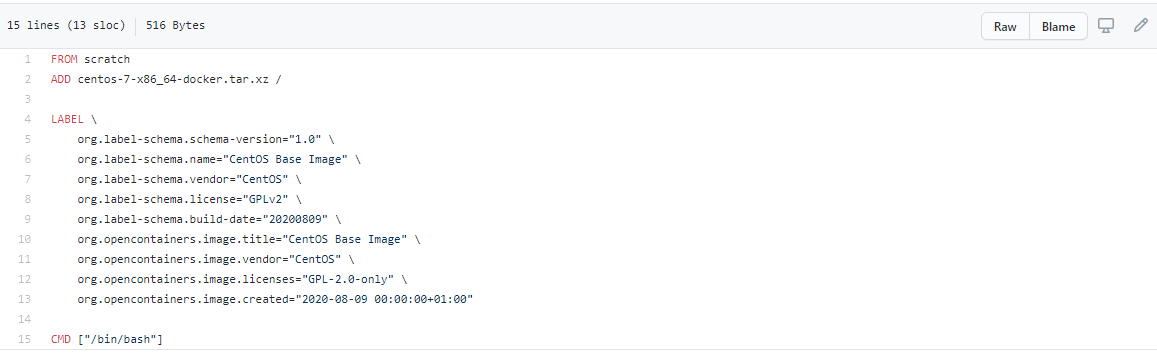 15 lines (13 sloc) 516 Bytes Raw Blame
1 FROM scratch
2 ADD centos-7-x86_64-docker.tar.xz /
3
4 LABEL \
5 org.label-schema.schema-version="1.0" \
6 org.label-schema.name="CentOS Base Image" \
7 org.label-schema.vendor="CentOS" \
8 org.label-schema.license="GPLv2" \
9 org.label-schema.build-date="20200809" \
10 org.opencontainers.image.title="CentOS Base Image" \
11 org.opencontainers.image.vendor="CentOS" \
12 org.opencontainers.image.licenses="GPL-2.0-only" \
13 org.opencontainers.image.created="2020-08-09 00:00:00+01:00"
14
15 CMD ["/bin/bash"]